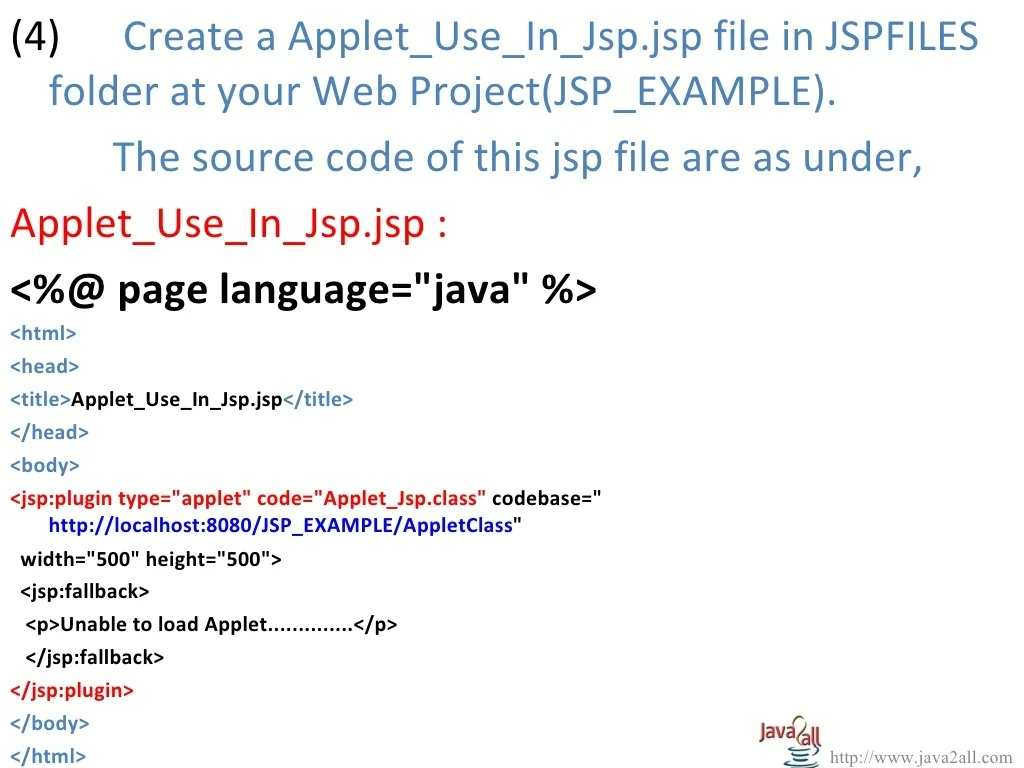 (4) Create a Applet_Use_In_Jsp.jsp file in JSPFILES
folder at your Web Project(JSP_EXAMPLE).
The source code of this jsp file are as under,
Applet_Use_In_Jsp.jsp :
<%@ page language="java" %>
<html>
<head>
<title>Applet_Use_In_Jsp.jsp</title>
</head>
<body>
<jsp:plugin type="applet" code="Applet_Jsp.class" codebase="
http://localhost:8080/JSP_EXAMPLE/AppletClass"
width="500" height="500">
<jsp:fallback>
<p>Unable to load Applet..............</p>
</jsp:fallback>
</jsp:plugin>
</body>
</html>
Java2all
http://www.java2all.com